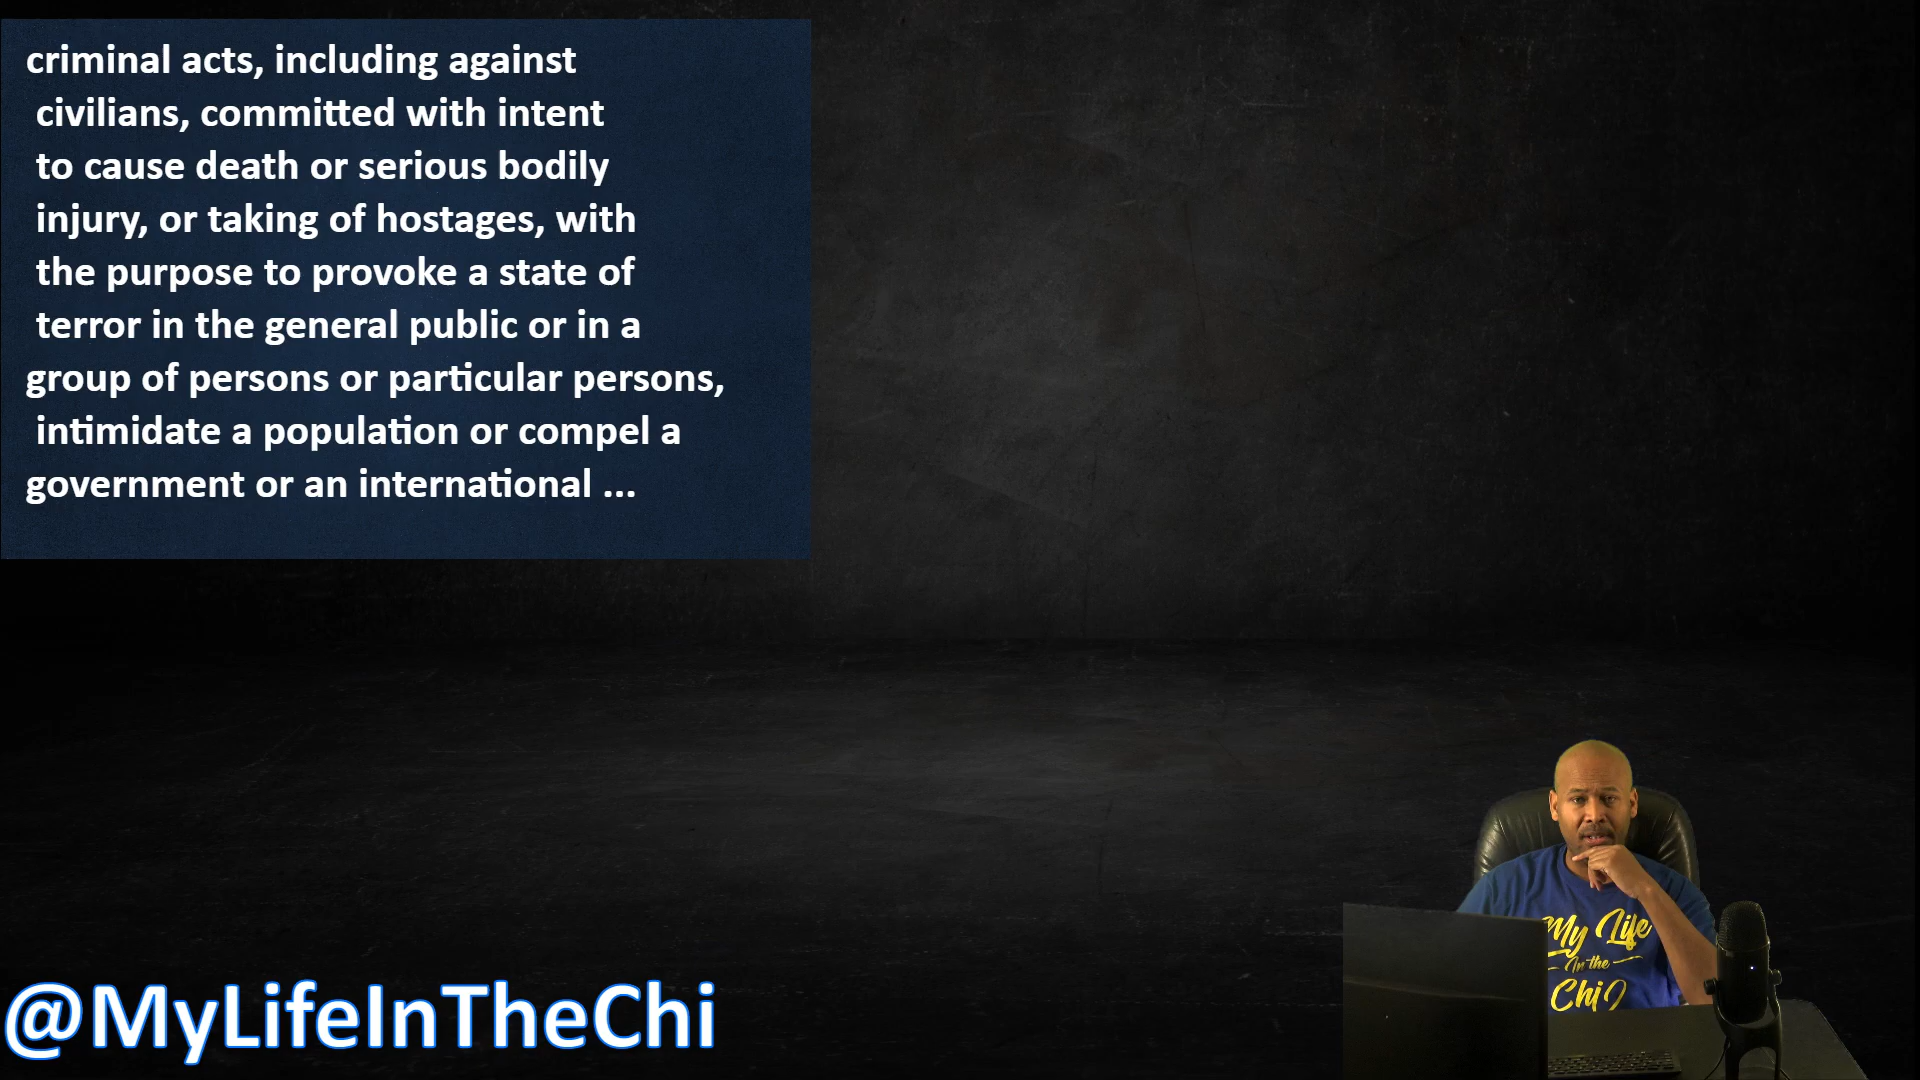 criminal acts, including against
civilians, committed with intent
to cause death or serious bodily
injury, or taking of hostages, with
the purpose to provoke a state of
terror in the general public or in a
group of persons or particular persons,
intimidate a population or compel a
government or an international ...
My Life
In the
Chi
@MyLifeInTheChi